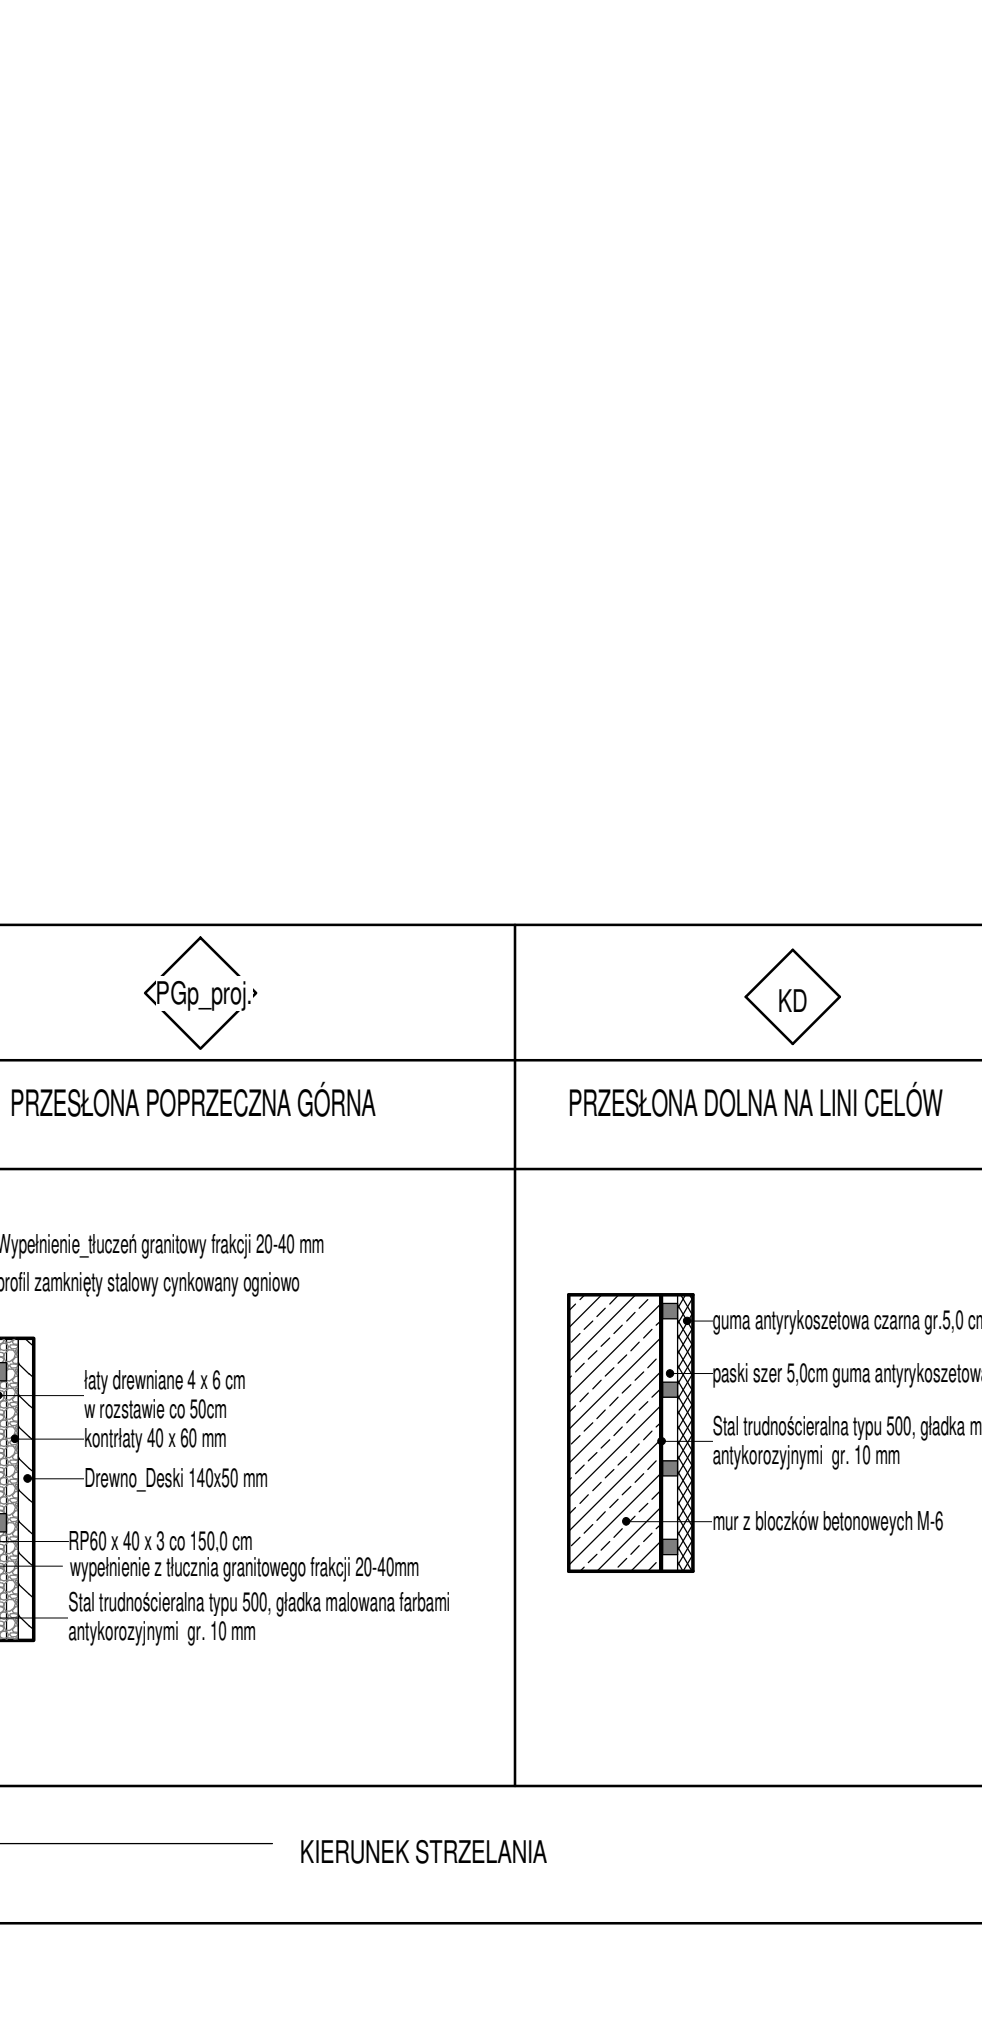 PGp_proj.
KD
PRZESŁONA POPRZECZNA GÓRNA
PRZESŁONA DOLNA NA LINI CELÓW
Wypełnienie_tłuczeń granitowy frakcji 20-40 mm
profil zamknięty stalowy cynkowany ogniowo
łaty drewniane 4 x 6 cm
w rozstawie co 50cm
kontrłaty 40 x 60 mm
Drewno_Deski 140x50 mm
RP60 x 40 x 3 co 150,0 cm
wypełnienie z tłucznia granitowego frakcji 20-40mm
Stal trudnościeralna typu 500, gładka malowana farbami
antykorozyjnymi gr. 10 mm
guma antyrykoszetowa czarna gr.5,0 cm
paski szer 5,0cm guma antyrykoszetowa
Stal trudnościeralna typu 500, gładka m
antykorozyjnymi gr. 10 mm
mur z bloczków betonoweych M-6
KIERUNEK STRZELANIA